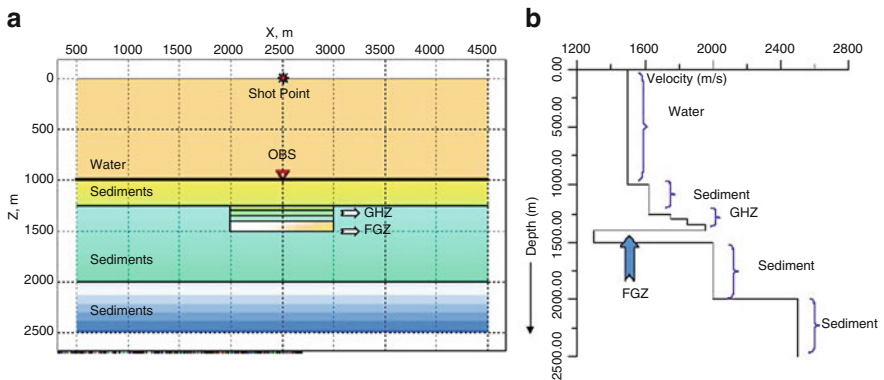 a
X, m
500 1000 1500 2000 2500 3000 3500 4000 4500
0
Shot Point
500
OBS
Water
1000
Sediments
GHZ
1500
FGZ
Sediments
2000
Sediments
2500
Z, m
b
1200 1600 2000 2400 2800
0.00
Velocity (m/s)
Water
500.00
1000.00
Sediment
GHZ
1500.00
FGZ
Sediment
2000.00
Sediment
2500.00
Depth (m)